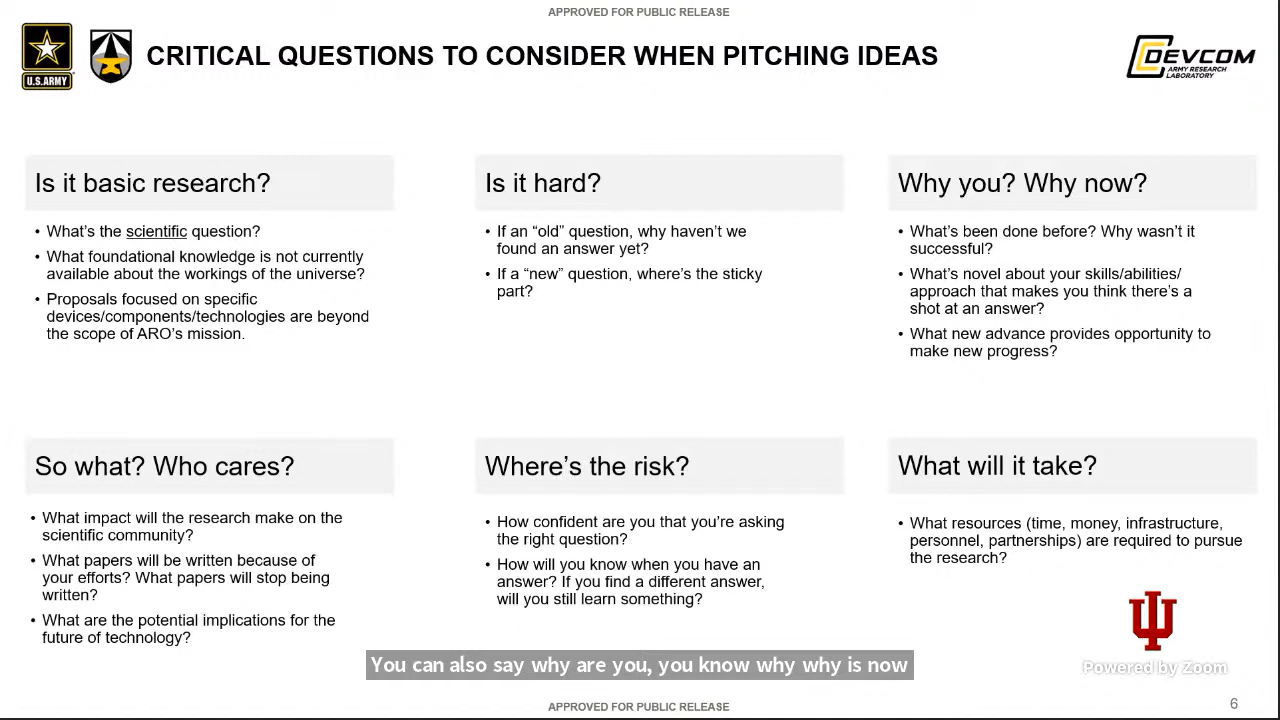 APPROVED FOR PUBLIC RELEASE
U.S.ARMY
CRITICAL QUESTIONS TO CONSIDER WHEN PITCHING IDEAS
DEVCOM
ARMY RESEARCH
LABORATORY
Is it basic research?
• What's the scientific question?
• What foundational knowledge is not currently
available about the workings of the universe?
• Proposals focused on specific
devices/components/technologies are beyond
the scope of ARO's mission.
Is it hard?
• If an “old” question, why haven't we
found an answer yet?
• If a “new” question, where's the sticky
part?
Why you? Why now?
• What's been done before? Why wasn't it
successful?
• What's novel about your skills/abilities/
approach that makes you think there's a
shot at an answer?
• What new advance provides opportunity to
make new progress?
So what? Who cares?
• What impact will the research make on the
scientific community?
• What papers will be written because of
your efforts? What papers will stop being
written?
• What are the potential implications for the
future of technology?
Where's the risk?
• How confident are you that you're asking
the right question?
• How will you know when you have an
answer? If you find a different answer,
will you still learn something?
What will it take?
• What resources (time, money, infrastructure,
personnel, partnerships) are required to pursue
the research?
You can also say why are you, you know why why is now
Powered by Zoom
APPROVED FOR PUBLIC RELEASE
6